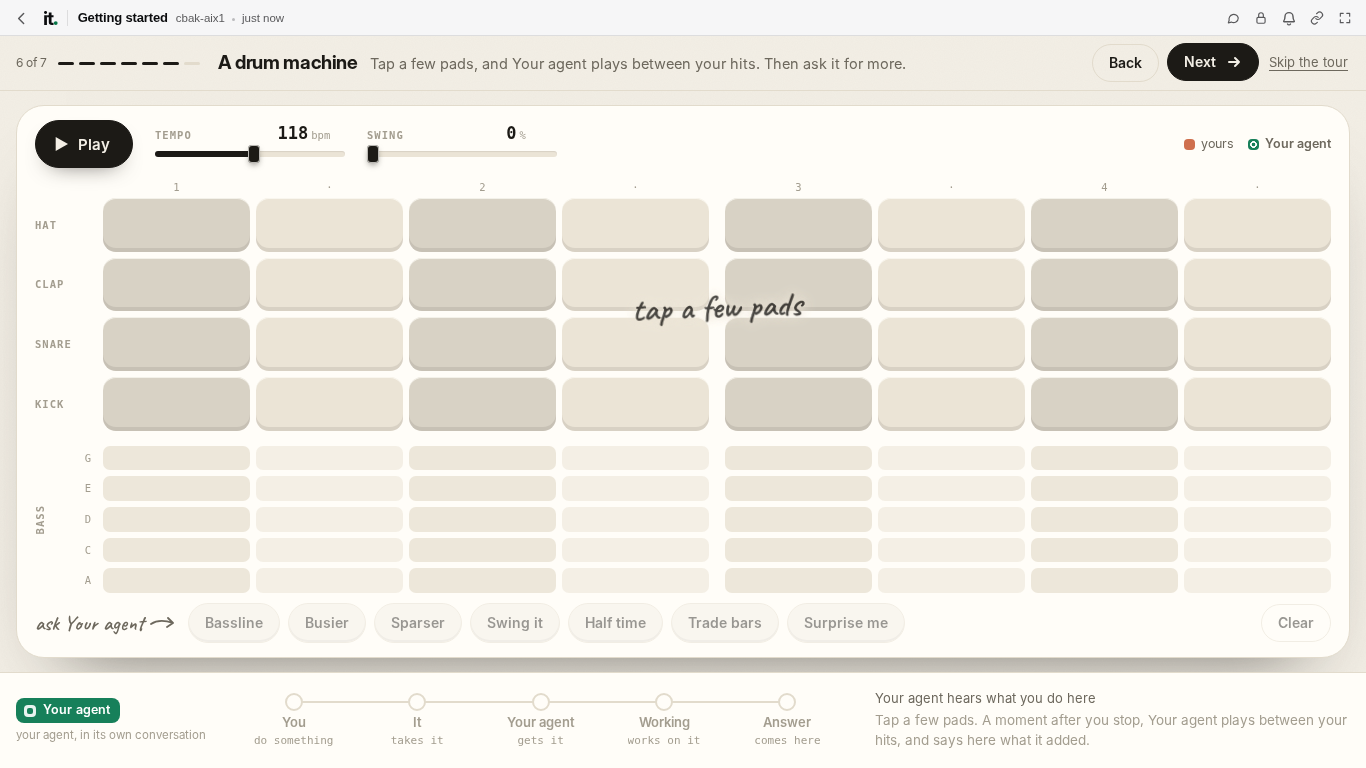 it. Getting started cbak-aix1 • just now
6 of 7 A drum machine Tap a few pads, and Your agent plays between your hits. Then ask it for more. Back Next → Skip the tour
Play TEMPO 118 bpm SWING 0 % yours Your agent
1 · 2 · 3 · 4 ·
HAT
CLAP
tap a few pads
SNARE
KICK
G
E
BASS
D
C
A
ask Your agent → Bassline Busier Sparser Swing it Half time Trade bars Surprise me Clear
Your agent
your agent, in its own conversation
You It Your agent Working Answer
do something takes it gets it works on it comes here
Your agent hears what you do here
Tap a few pads. A moment after you stop, Your agent plays between your
hits, and says here what it added.